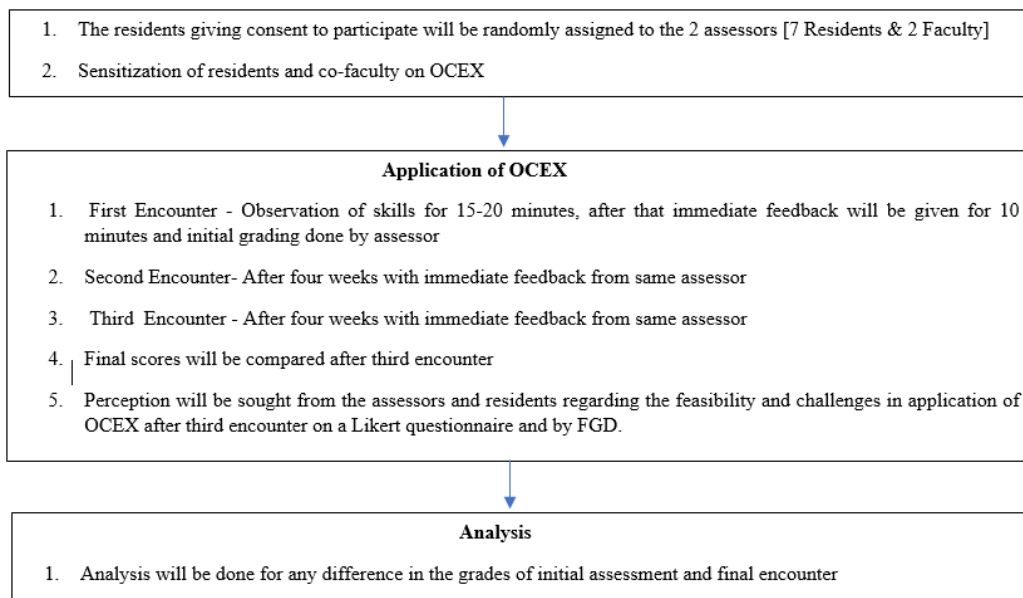 1. The residents giving consent to participate will be randomly assigned to the 2 assessors [7 Residents & 2 Faculty]
2. Sensitization of residents and co-faculty on OCEX
Application of OCEX
1. First Encounter - Observation of skills for 15-20 minutes, after that immediate feedback will be given for 10
minutes and initial grading done by assessor
2. Second Encounter- After four weeks with immediate feedback from same assessor
3. Third Encounter - After four weeks with immediate feedback from same assessor
4. Final scores will be compared after third encounter
5. Perception will be sought from the assessors and residents regarding the feasibility and challenges in application of
OCEX after third encounter on a Likert questionnaire and by FGD.
Analysis
1. Analysis will be done for any difference in the grades of initial assessment and final encounter